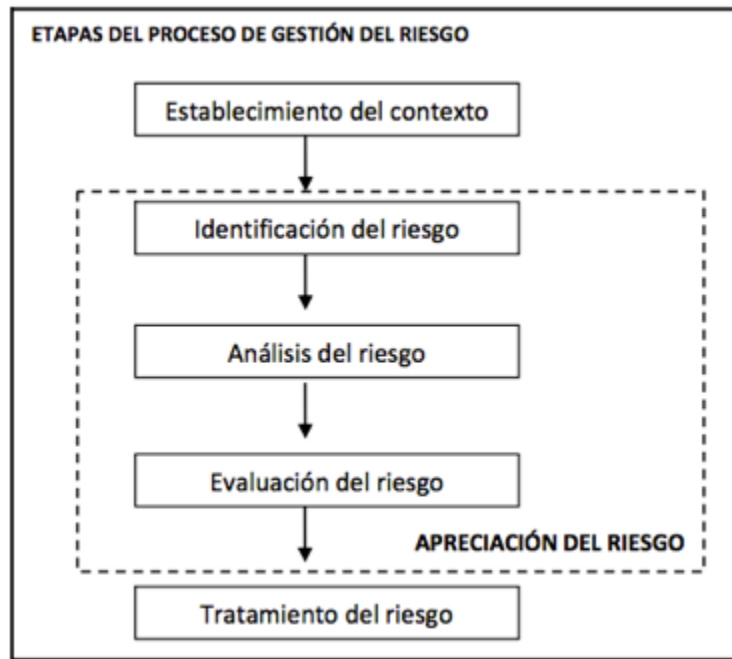 ETAPAS DEL PROCESO DE GESTIÓN DEL RIESGO
Establecimiento del contexto
Identificación del riesgo
Análisis del riesgo
Evaluación del riesgo
APRECIACIÓN DEL RIESGO
Tratamiento del riesgo